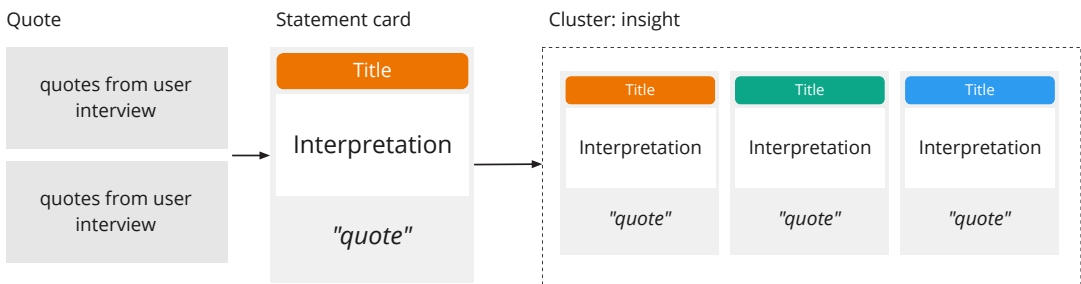 Quote
quotes from user
interview
quotes from user
interview
Statement card
Title
Interpretation
"quote"
Cluster: insight
Title
Interpretation
"quote"
Title
Interpretation
"quote"
Title
Interpretation
"quote"